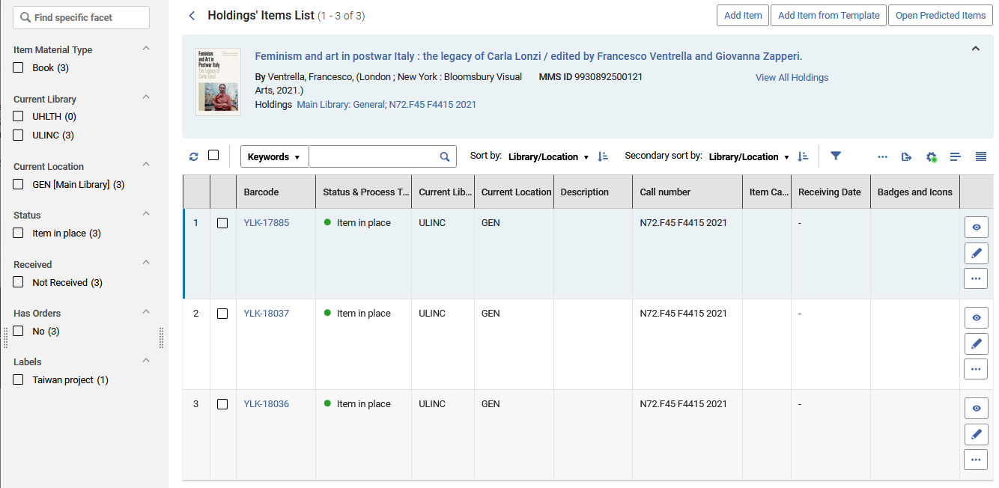 Find specific facet
Item Material Type
Book (3)
Current Library
UHLTH (0)
ULINC (3)
Current Location
GEN [Main Library] (3)
Status
Item in place (3)
Received
Not Received (3)
Has Orders
No (3)
Labels
Taiwan project (1)
Holdings' Items List (1 - 3 of 3)
Add Item
Add Item from Template
Open Predicted Items
Feminism
and Art in
Postwar Italy
The Legacy of
Carla Lonzi
Feminism and art in postwar Italy : the legacy of Carla Lonzi / edited by Francesco Ventrella and Giovanna Zapperi.
By Ventrella, Francesco, (London ; New York : Bloomsbury Visual
Arts, 2021.)
MMS ID 9930892500121
View All Holdings
Holdings Main Library: General; N72.F45 F4415 2021
Keywords
Sort by: Library/Location
Secondary sort by: Library/Location
Barcode Status & Process T... Current Lib... Current Location Description Call number Item Ca... Receiving Date Badges and Icons
1 YLK-17885 Item in place ULINC GEN N72.F45 F4415 2021 -
2 YLK-18037 Item in place ULINC GEN N72.F45 F4415 2021 -
3 YLK-18036 Item in place ULINC GEN N72.F45 F4415 2021 -